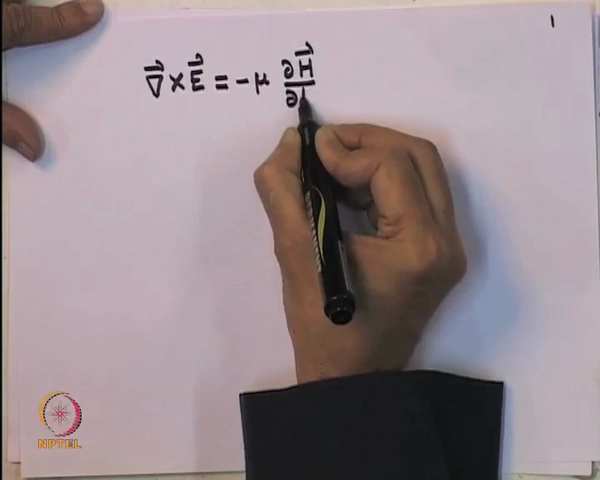 1
∇⃗ × E⃗ = -μ ∂H⃗/∂t
NPTEL